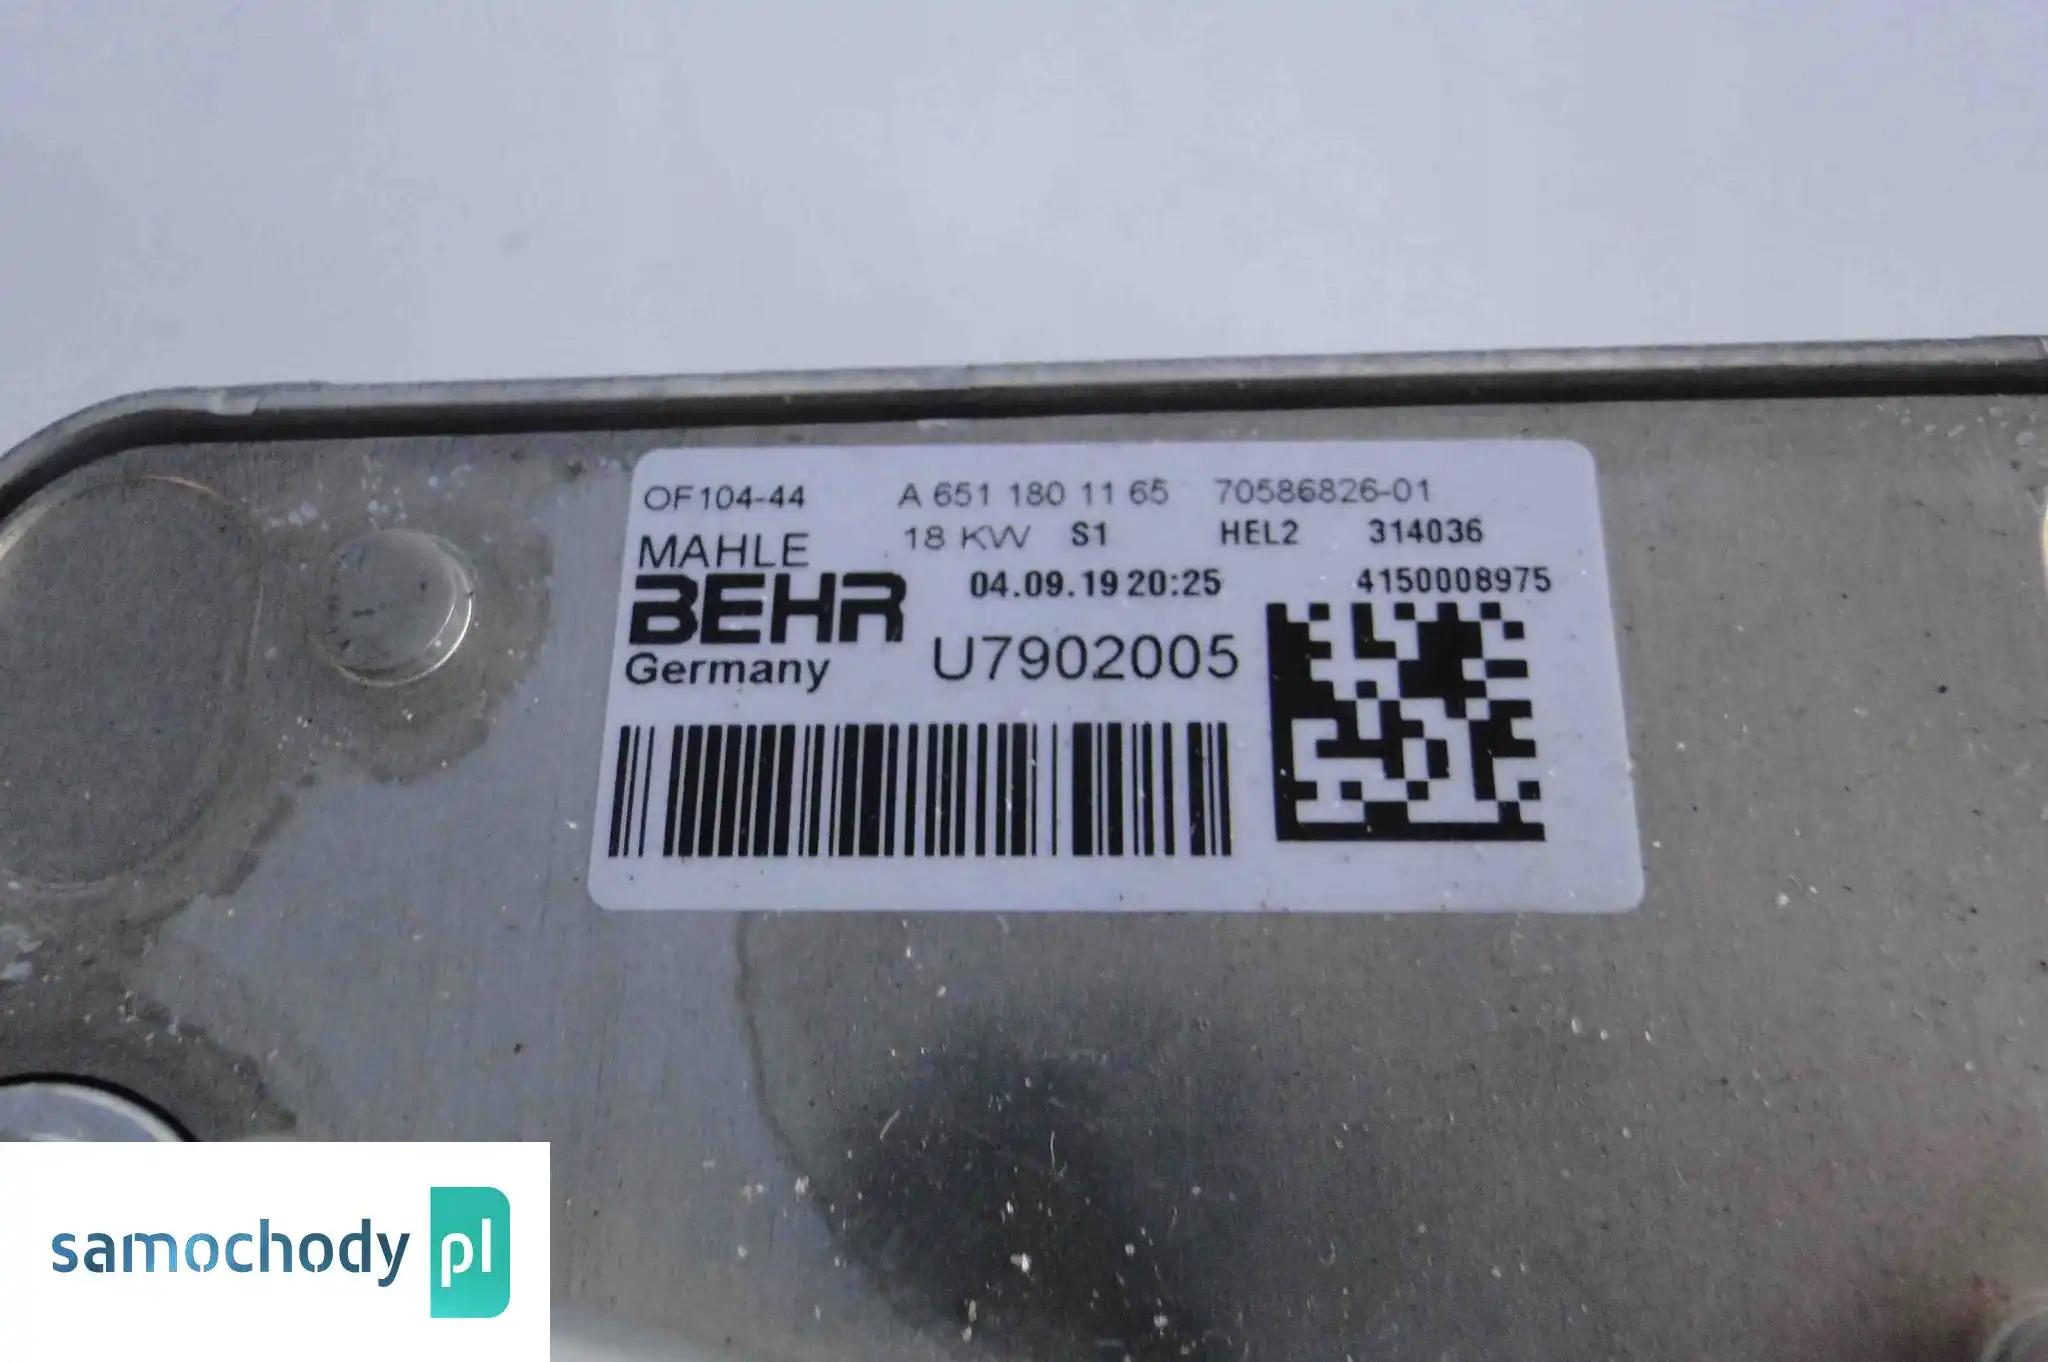 OF104-44 A 651 180 11 65 70586826-01
MAHLE 18 KW S1 HEL2 314036
BEHR 04.09.19 20:25 4150008975
Germany U7902005
samochody pl